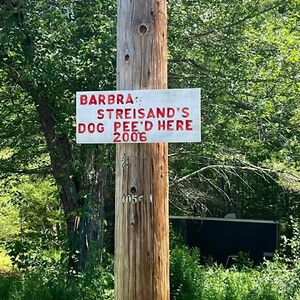 BARBRA
STREISAND'S
DOG PEE'D HERE
2006